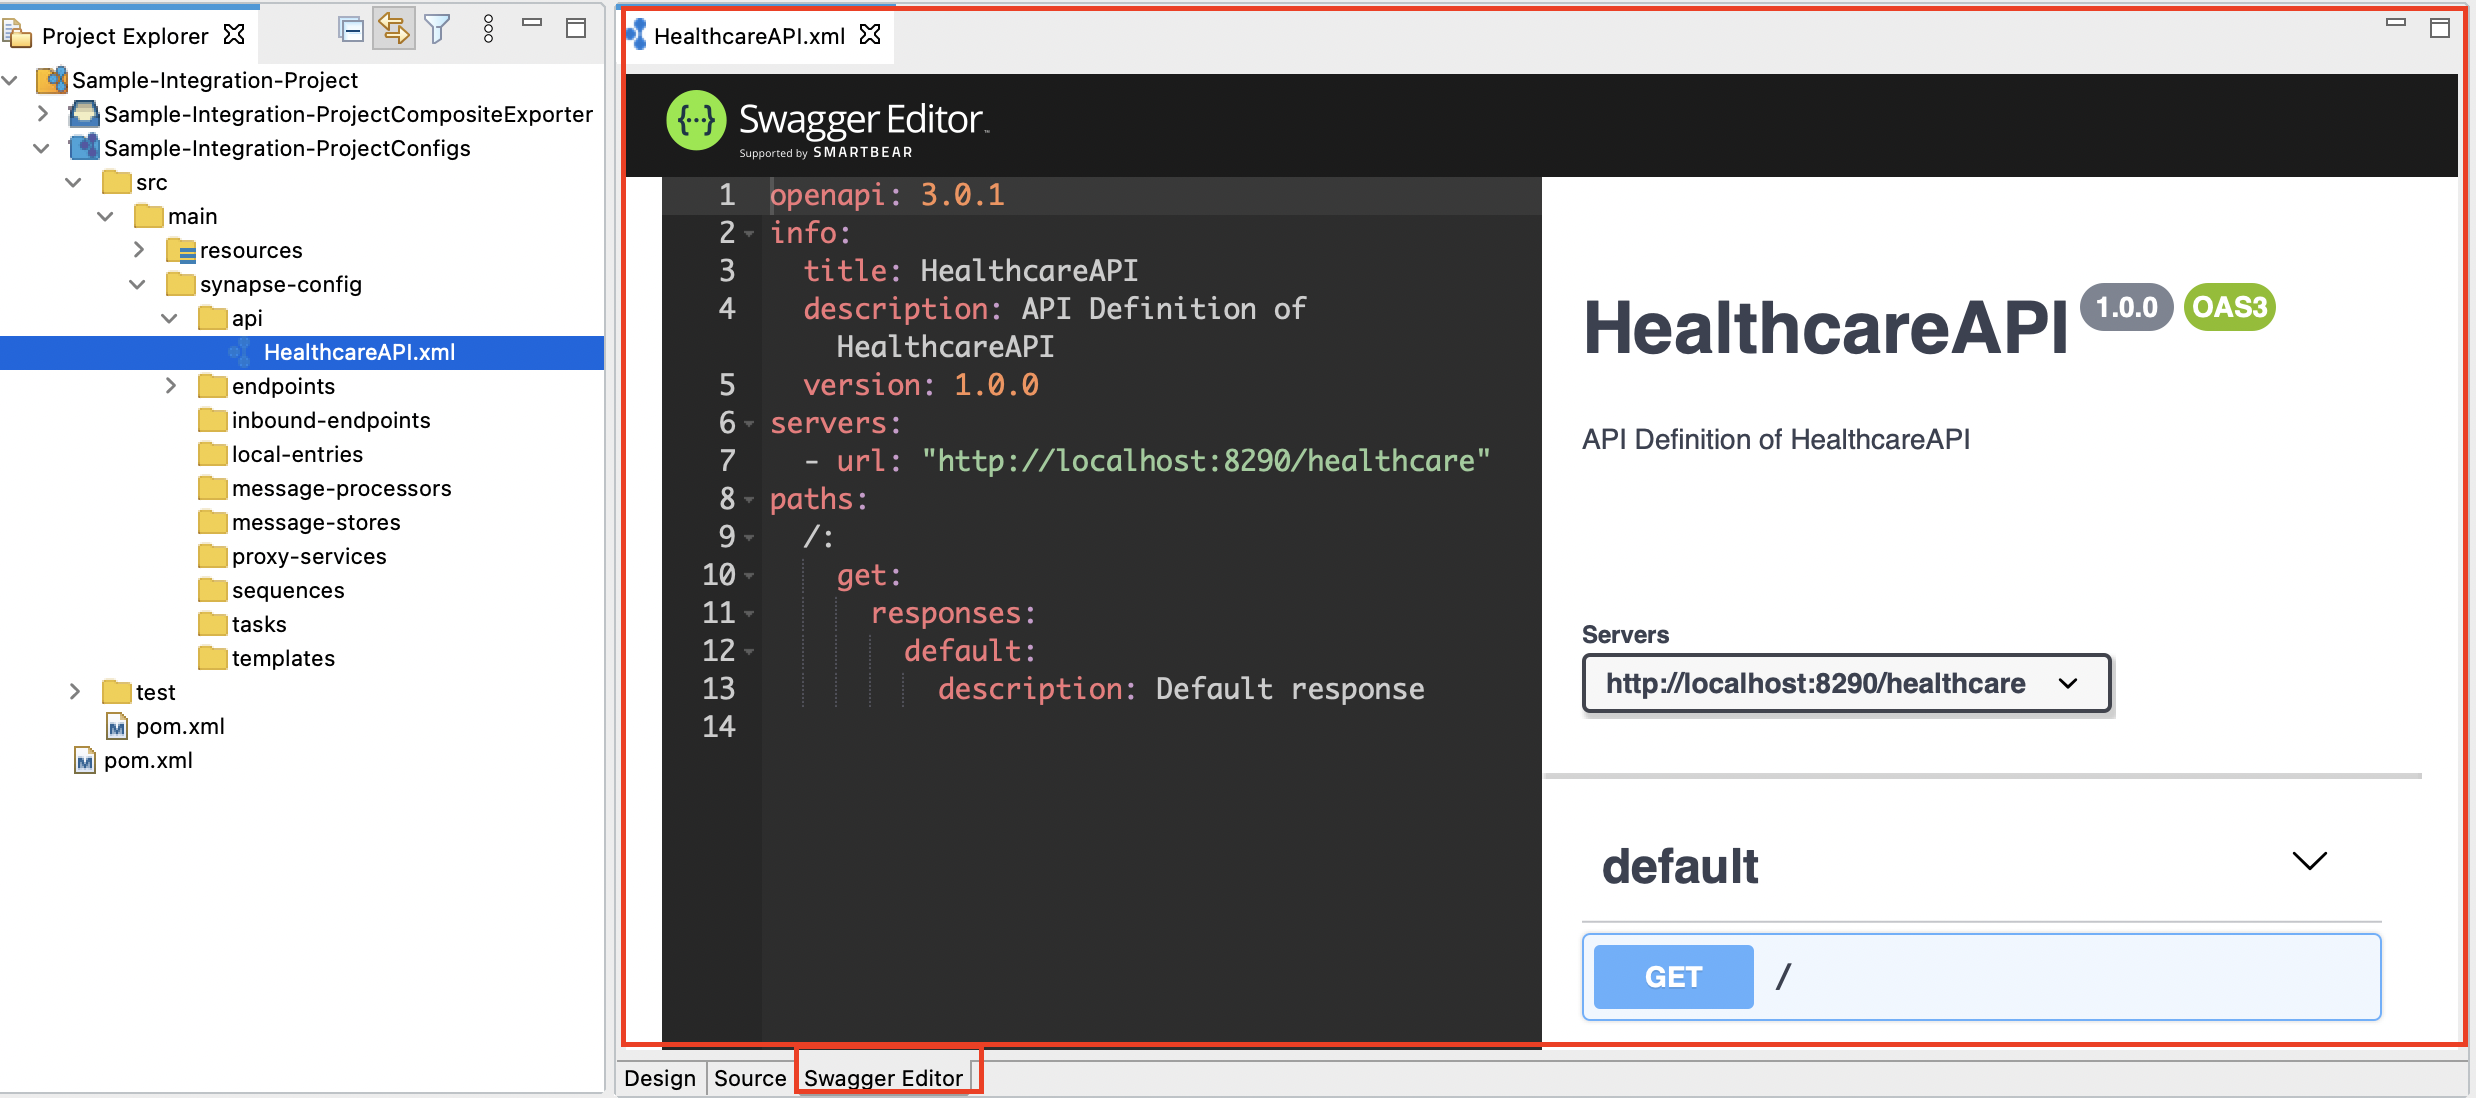 Project Explorer
Sample-Integration-Project
Sample-Integration-ProjectCompositeExporter
Sample-Integration-ProjectConfigs
src
main
resources
synapse-config
api
HealthcareAPI.xml
endpoints
inbound-endpoints
local-entries
message-processors
message-stores
proxy-services
sequences
tasks
templates
test
pom.xml
pom.xml
HealthcareAPI.xml
{···} Swagger Editor™
Supported by SMARTBEAR
1 openapi: 3.0.1
2 info:
3 title: HealthcareAPI
4 description: API Definition of
HealthcareAPI
5 version: 1.0.0
6 servers:
7 - url: "http://localhost:8290/healthcare"
8 paths:
9 /:
10 get:
11 responses:
12 default:
13 description: Default response
14
HealthcareAPI 1.0.0 OAS3
API Definition of HealthcareAPI
Servers
http://localhost:8290/healthcare
default
GET /
Design Source Swagger Editor